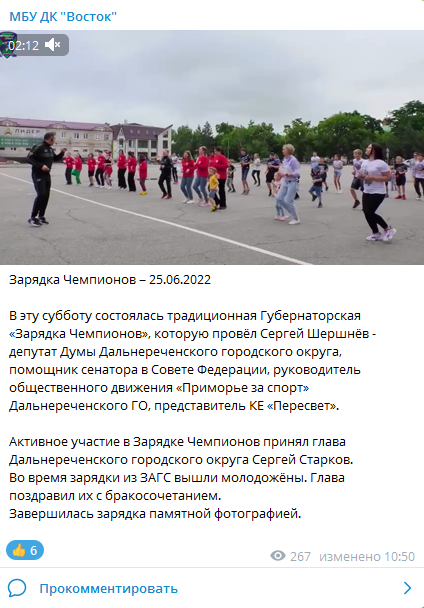 МБУ ДК "Восток"
02:12
ЛИДЕР
Зарядка Чемпионов – 25.06.2022
В эту субботу состоялась традиционная Губернаторская
«Зарядка Чемпионов», которую провёл Сергей Шершнёв -
депутат Думы Дальнереченского городского округа,
помощник сенатора в Совете Федерации, руководитель
общественного движения «Приморье за спорт»
Дальнереченского ГО, представитель КЕ «Пересвет».
Активное участие в Зарядке Чемпионов принял глава
Дальнереченского городского округа Сергей Старков.
Во время зарядки из ЗАГС вышли молодожёны. Глава
поздравил их с бракосочетанием.
Завершилась зарядка памятной фотографией.
👍 6
267 изменено 10:50
Прокомментировать